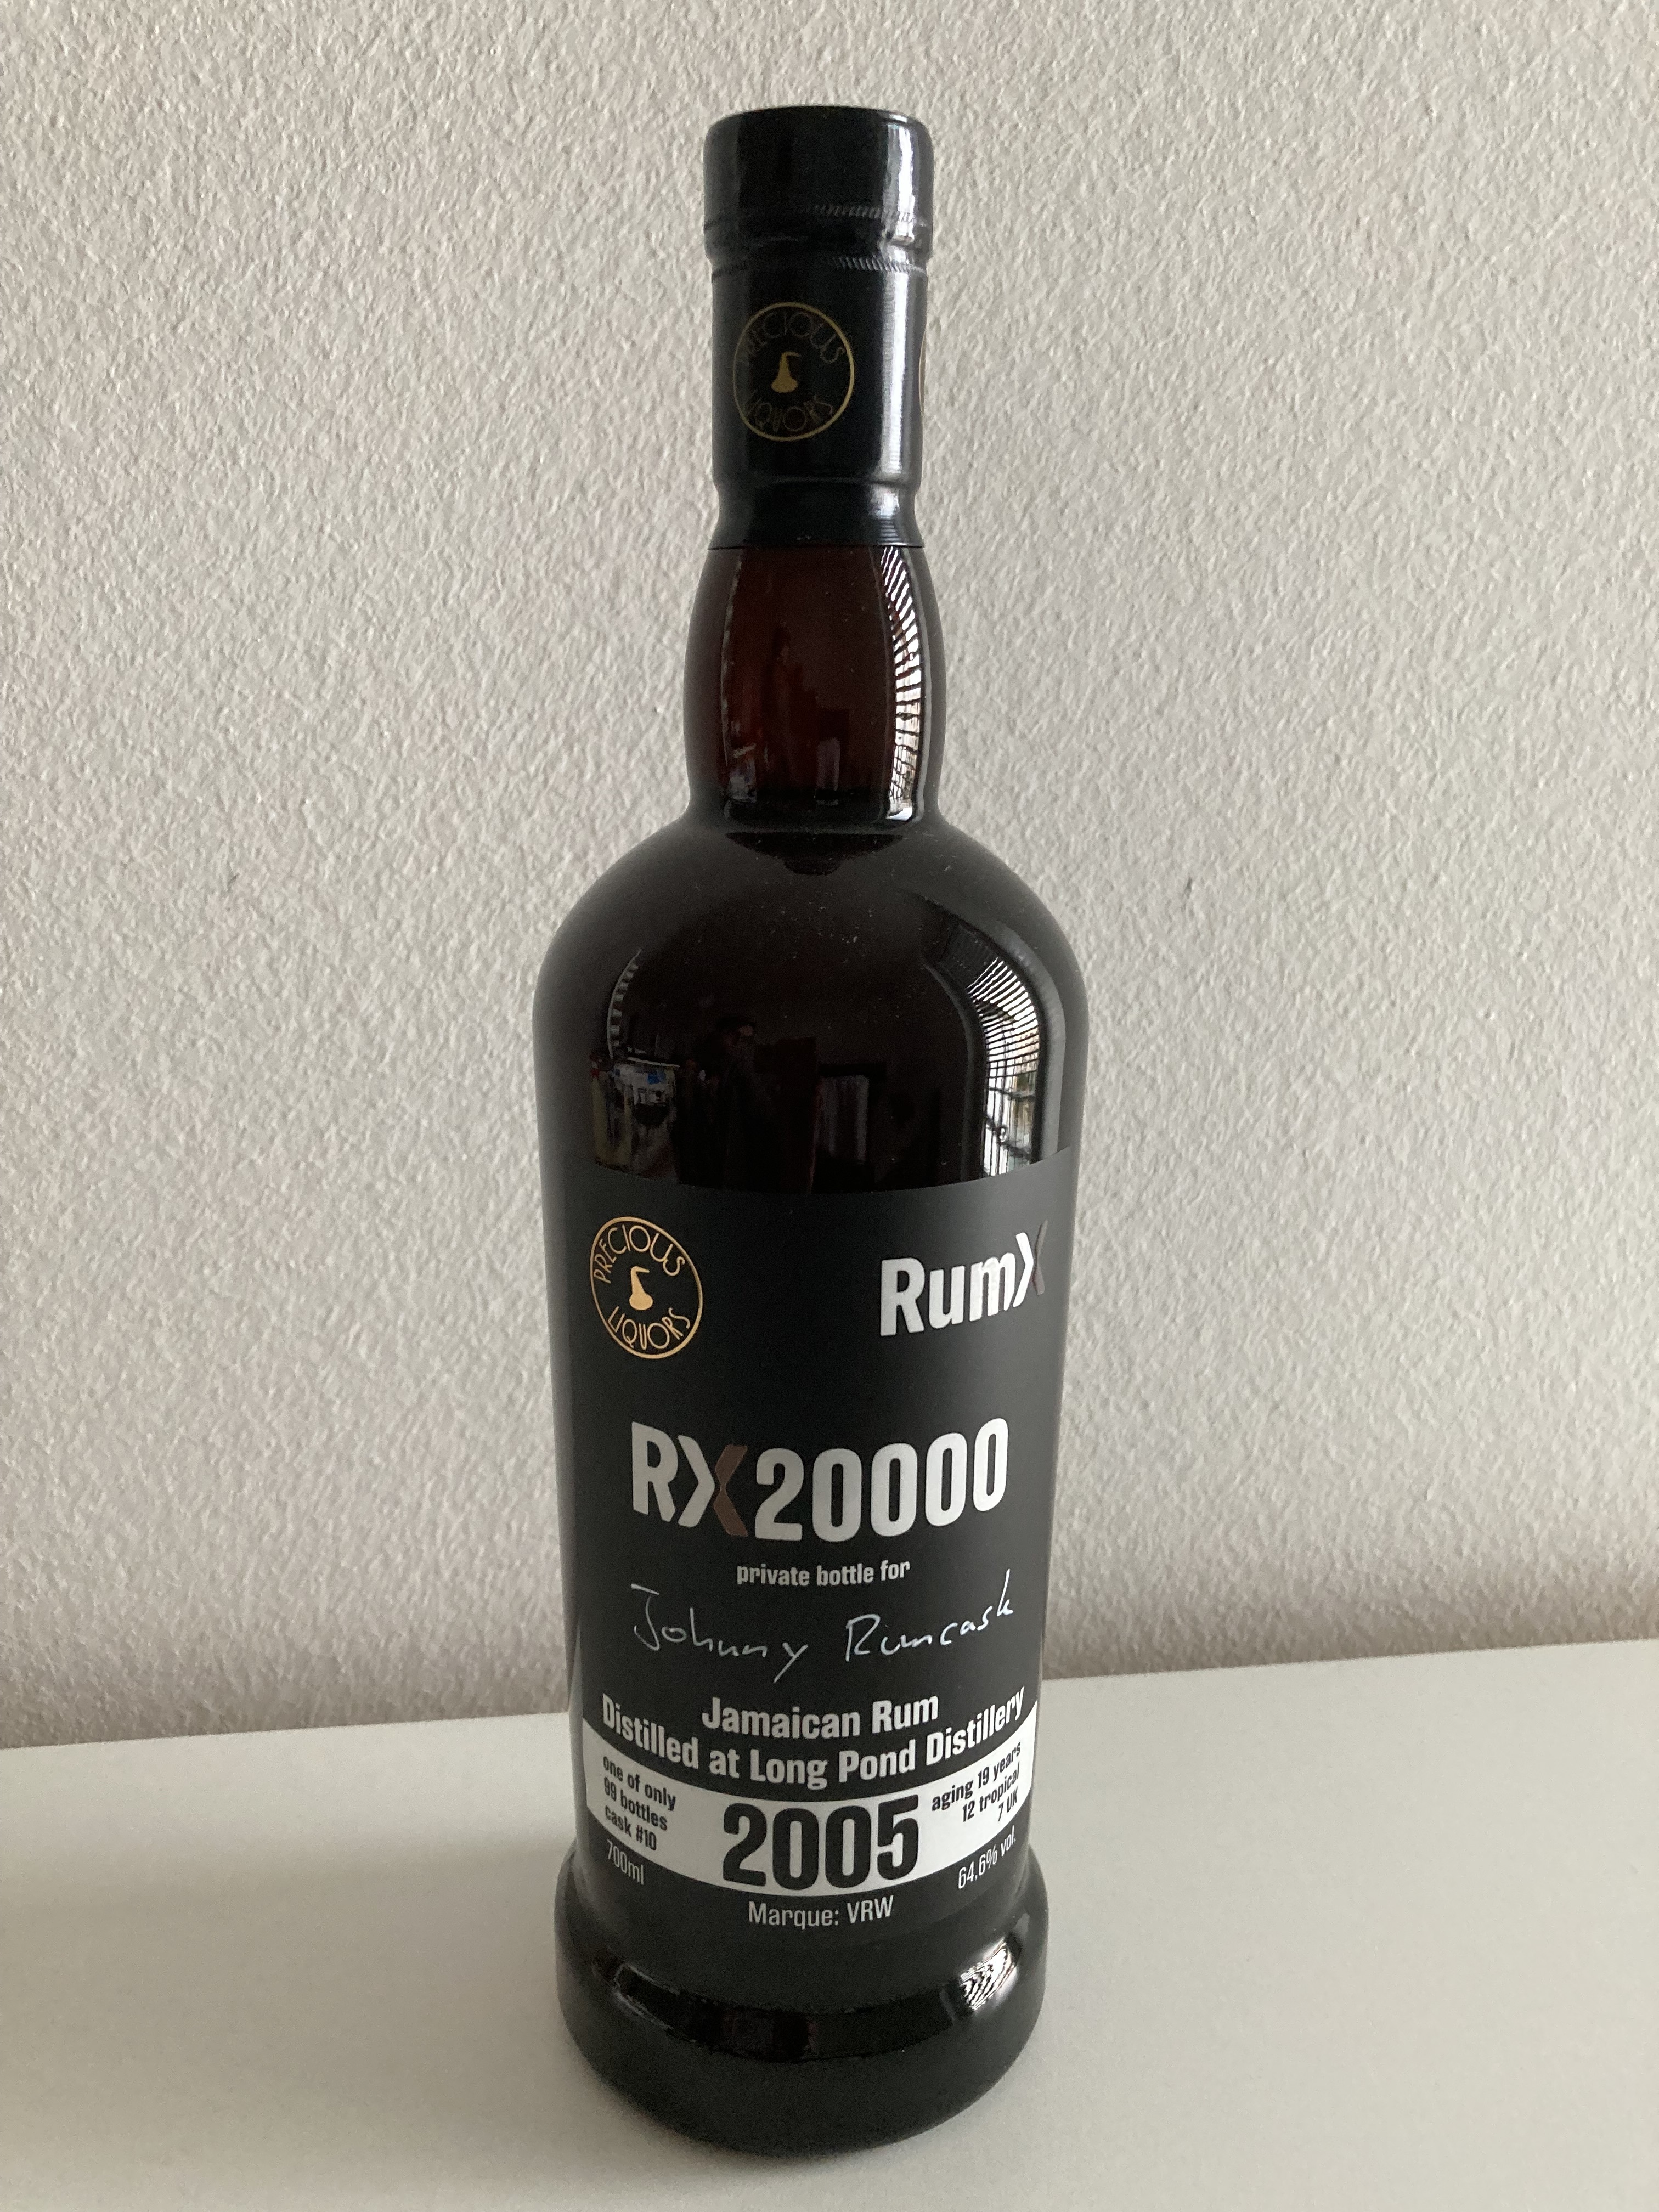 PRECIOUS
LIQUORS
PRECIOUS
LIQUORS
RumX
RX20000
private bottle for
Johnny Rumcask
Jamaican Rum
Distilled at Long Pond Distillery
one of only
99 bottles
cask #10
2005
aging 19 years
12 tropical
7 UK
700ml
64.6% vol.
Marque: VRW